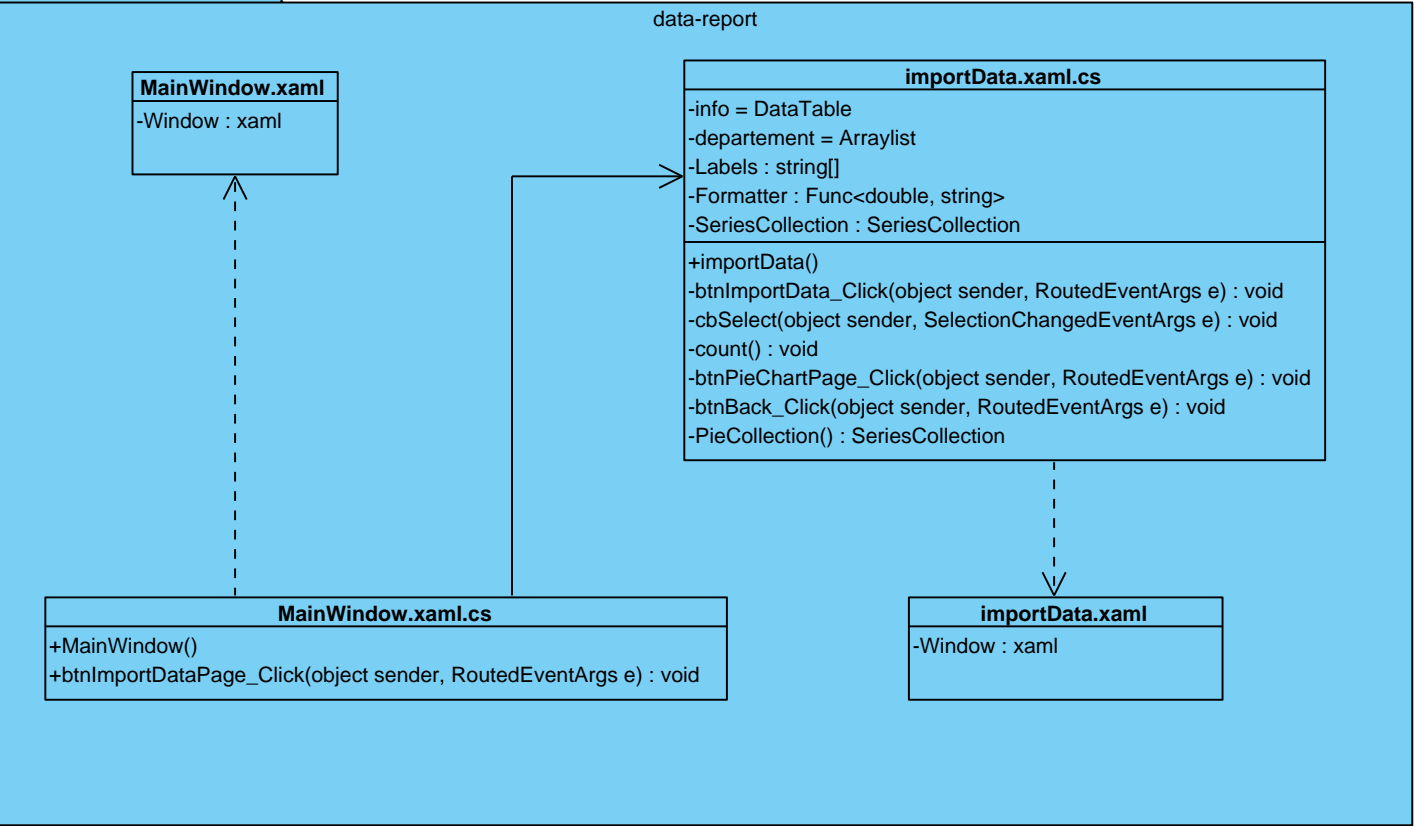 data-report
MainWindow.xaml
-Window : xaml
importData.xaml.cs
-info = DataTable
-departement = Arraylist
-Labels : string[]
-Formatter : Func<double, string>
-SeriesCollection : SeriesCollection
+importData()
-btnImportData_Click(object sender, RoutedEventArgs e) : void
-cbSelect(object sender, SelectionChangedEventArgs e) : void
-count() : void
-btnPieChartPage_Click(object sender, RoutedEventArgs e) : void
-btnBack_Click(object sender, RoutedEventArgs e) : void
-PieCollection() : SeriesCollection
MainWindow.xaml.cs
+MainWindow()
+btnImportDataPage_Click(object sender, RoutedEventArgs e) : void
importData.xaml
-Window : xaml